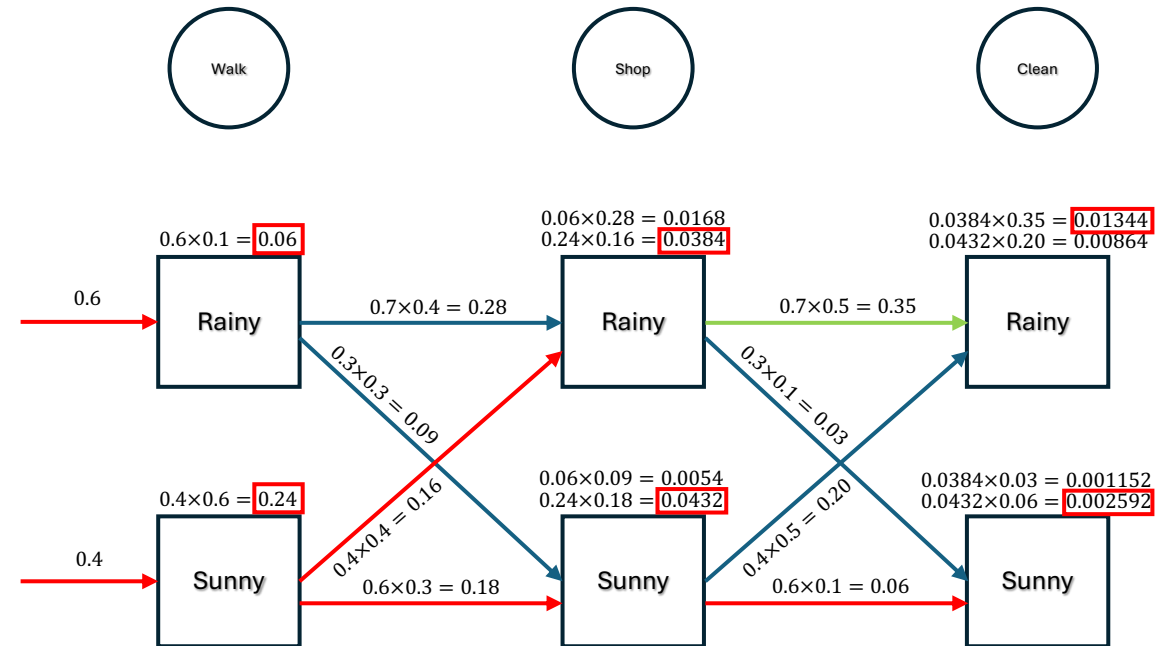 Walk
Shop
Clean
0.6×0.1 = 0.06
0.06×0.28 = 0.0168
0.24×0.16 = 0.0384
0.0384×0.35 = 0.01344
0.0432×0.20 = 0.00864
0.6
Rainy
0.7×0.4 = 0.28
Rainy
0.7×0.5 = 0.35
Rainy
0.3×0.3 = 0.09
0.3×0.1 = 0.03
0.4×0.6 = 0.24
0.06×0.09 = 0.0054
0.24×0.18 = 0.0432
0.0384×0.03 = 0.001152
0.0432×0.06 = 0.002592
0.4×0.4 = 0.16
0.4×0.5 = 0.20
0.4
Sunny
0.6×0.3 = 0.18
Sunny
0.6×0.1 = 0.06
Sunny